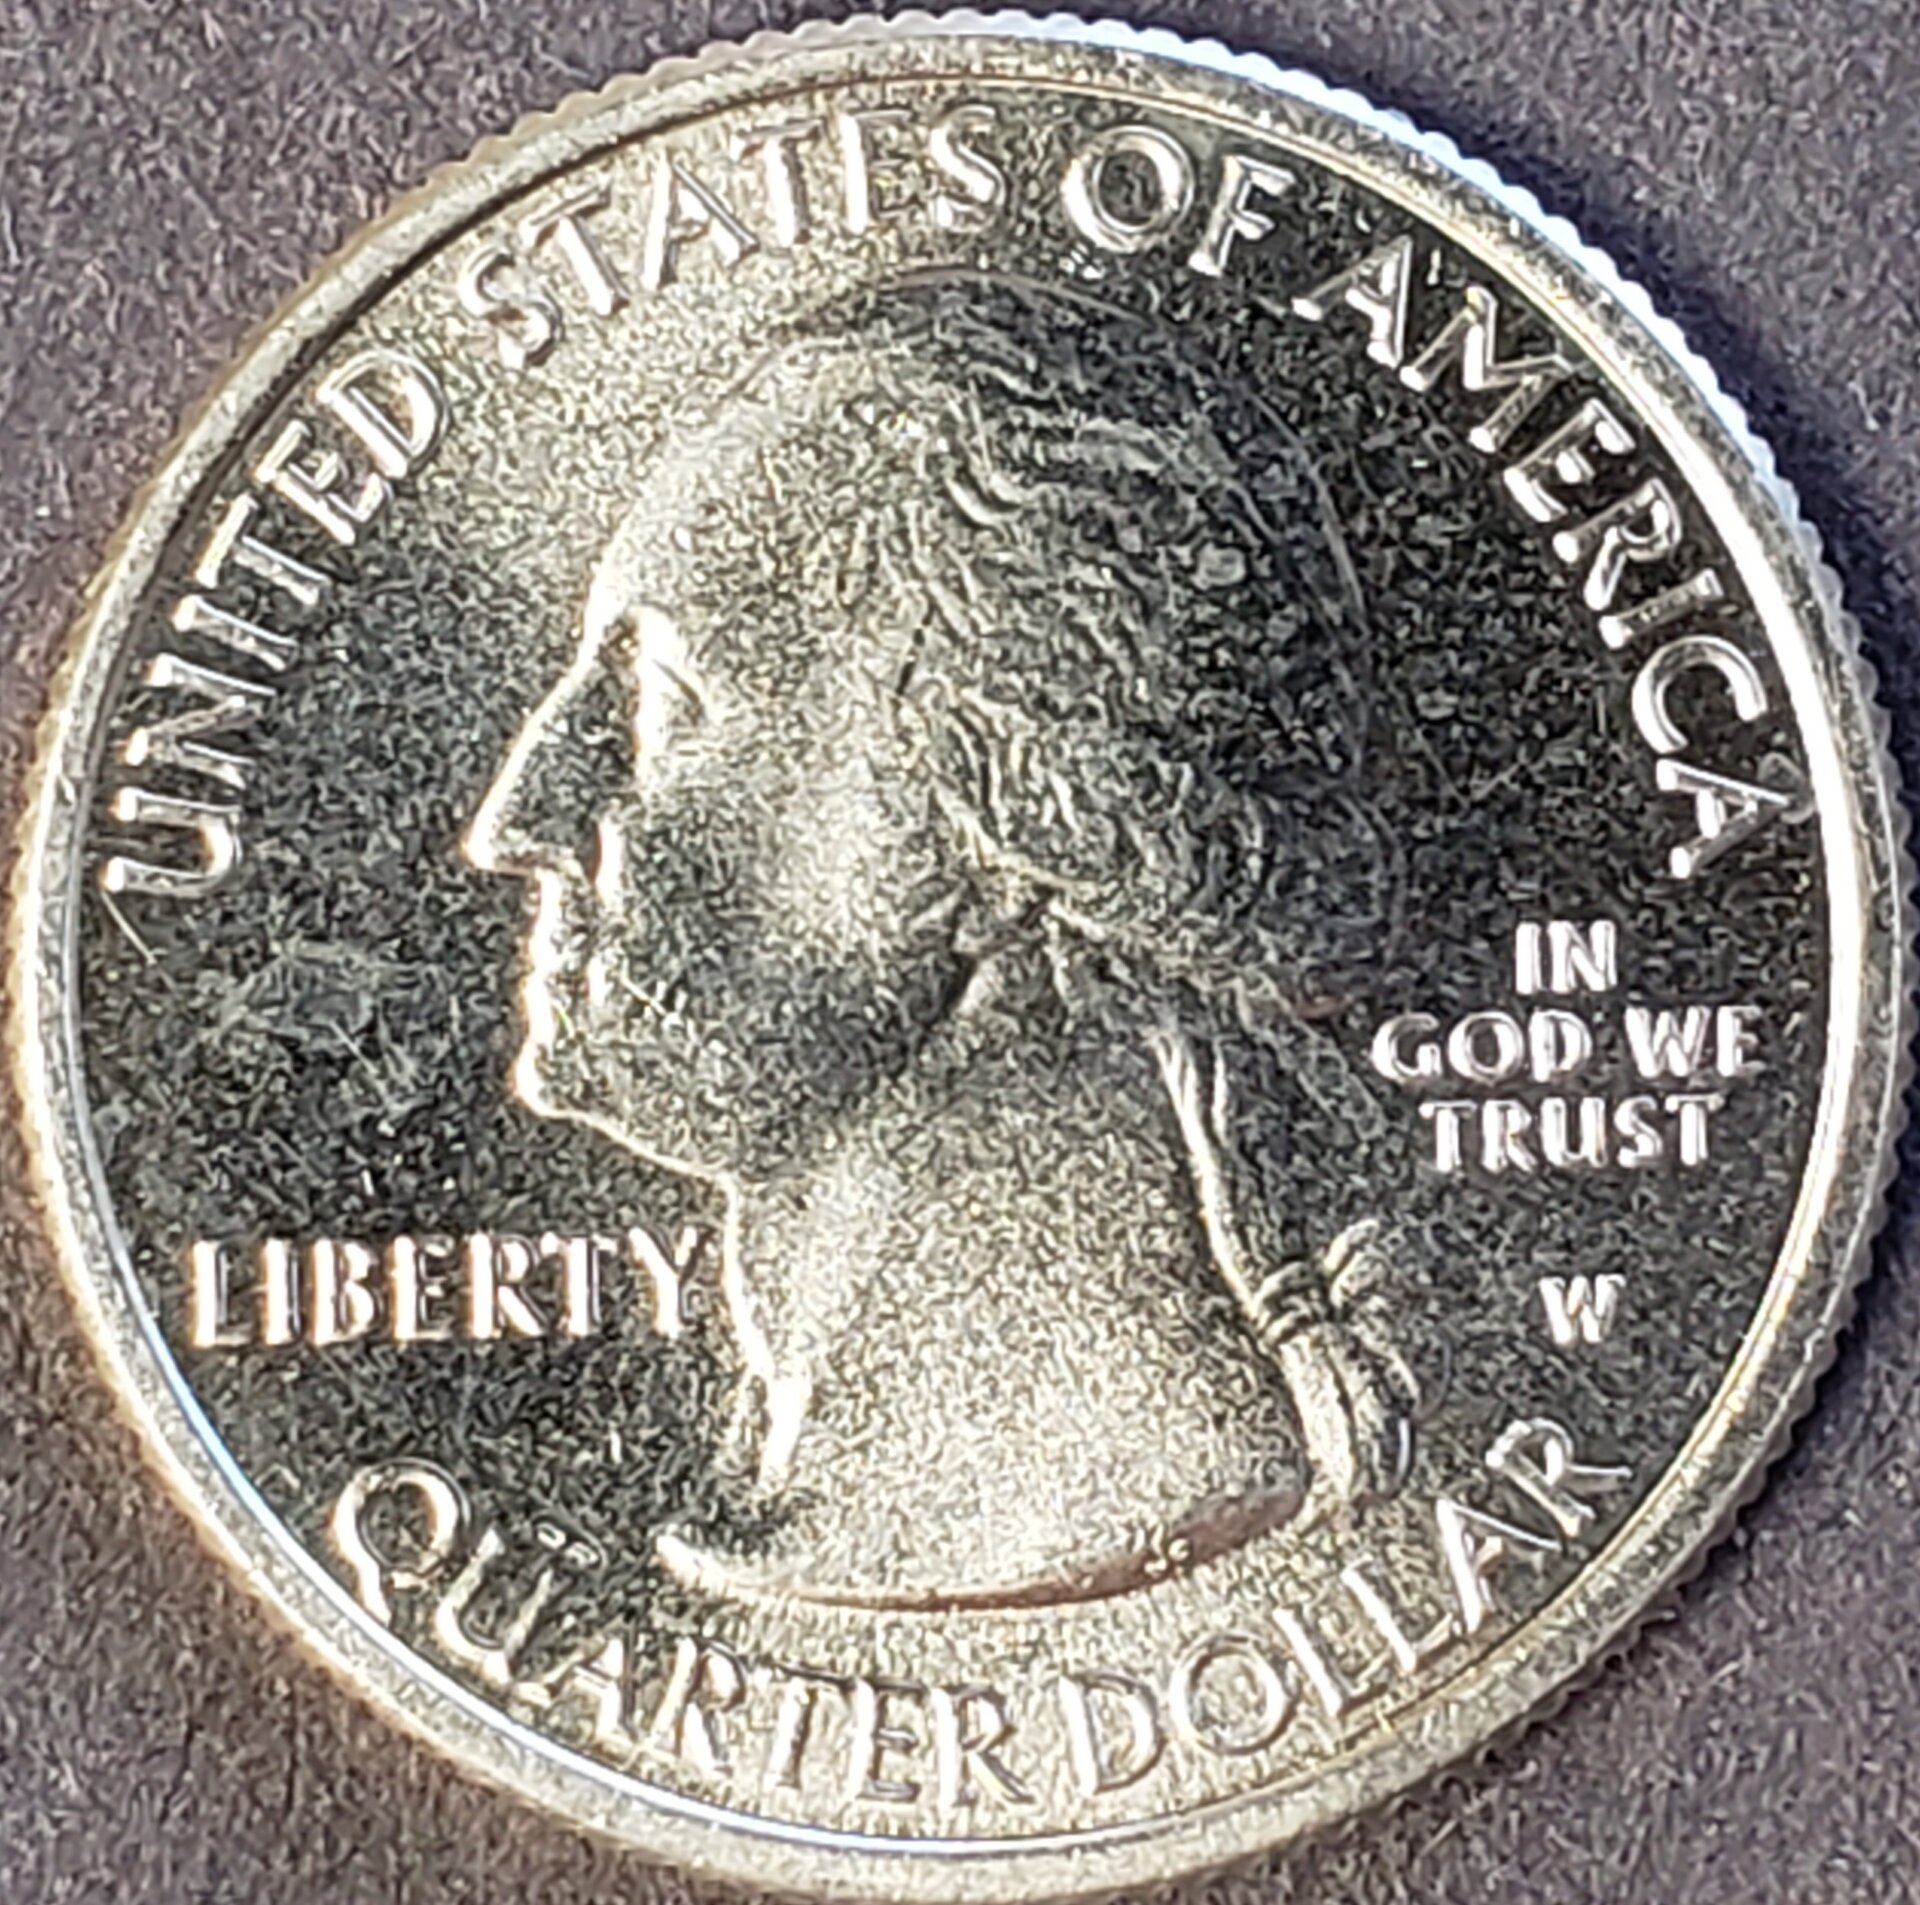 UNITED STATES OF AMERICA
IN
GOD WE
TRUST
LIBERTY
W
QUARTER DOLLAR